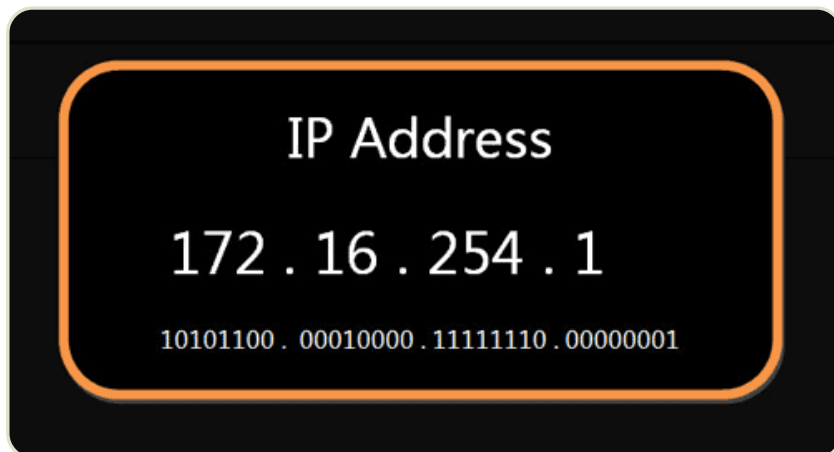 IP Address
172 . 16 . 254 . 1
10101100 . 00010000 . 11111110 . 00000001